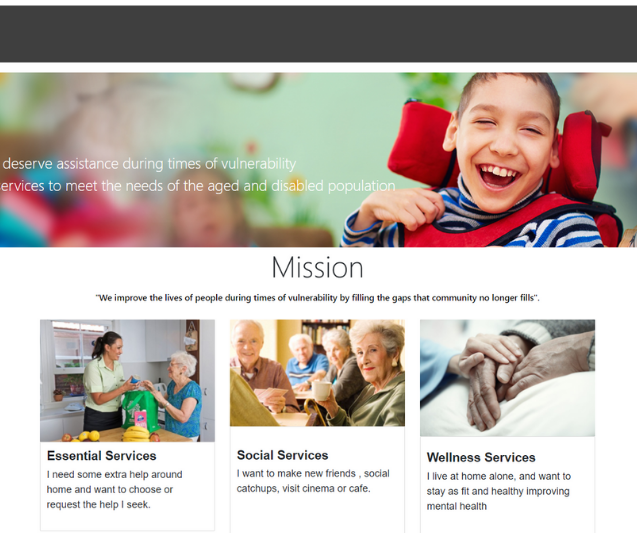 deserve assistance during times of vulnerability
ervices to meet the needs of the aged and disabled population
Mission
"We improve the lives of people during times of vulnerability by filling the gaps that community no longer fills".
Essential Services
I need some extra help around
home and want to choose or
request the help I seek.
Social Services
I want to make new friends , social
catchups, visit cinema or cafe.
Wellness Services
I live at home alone, and want to
stay as fit and healthy improving
mental health